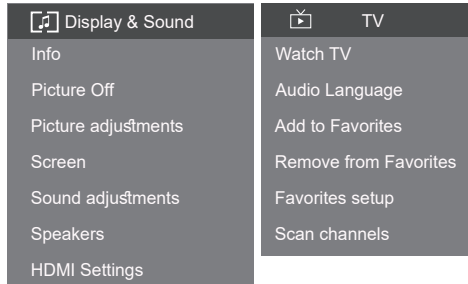 Display & Sound
Info
Picture Off
Picture adjustments
Screen
Sound adjustments
Speakers
HDMI Settings
TV
Watch TV
Audio Language
Add to Favorites
Remove from Favorites
Favorites setup
Scan channels